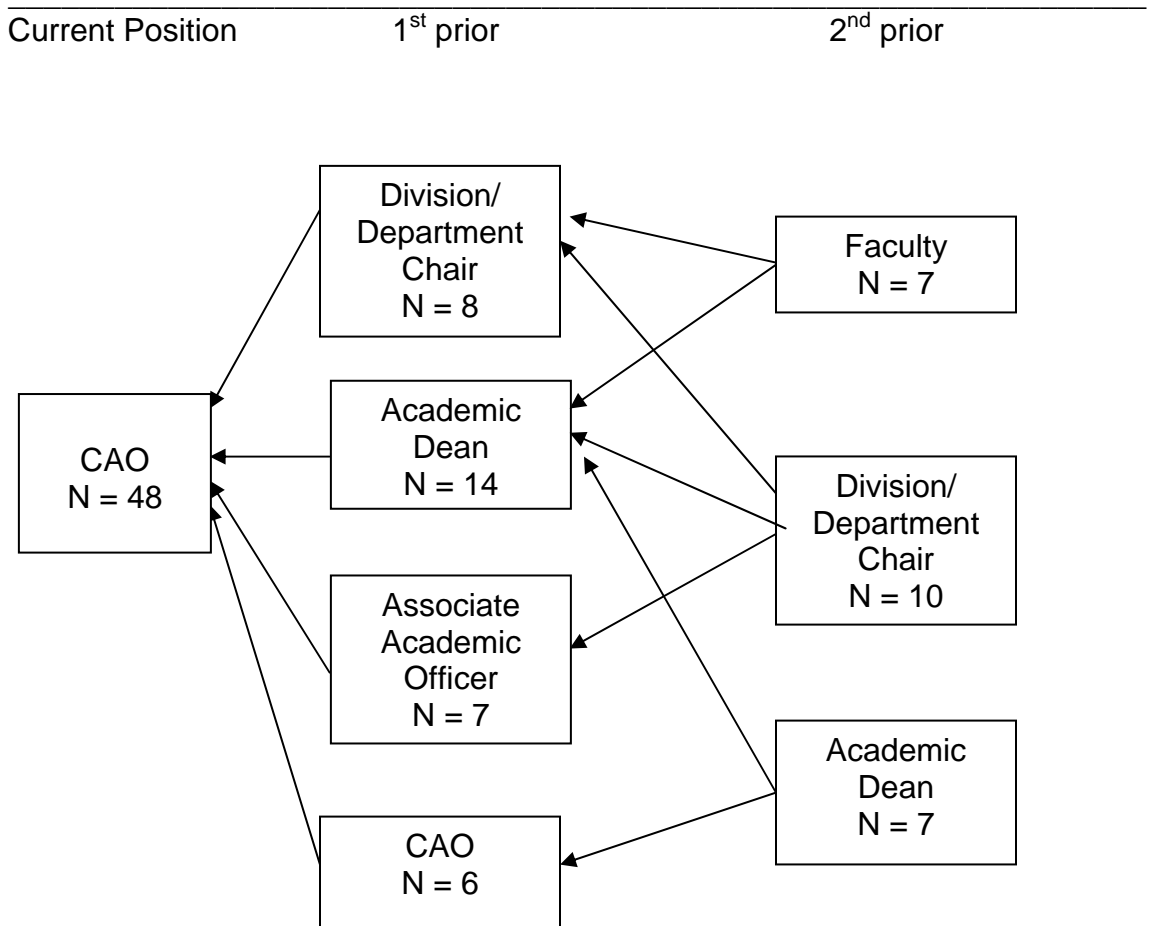 Current Position 1st prior 2nd prior
Division/
Department
Chair
N = 8
Faculty
N = 7
Academic
Dean
N = 14
CAO
N = 48
Division/
Department
Chair
N = 10
Associate
Academic
Officer
N = 7
Academic
Dean
N = 7
CAO
N = 6